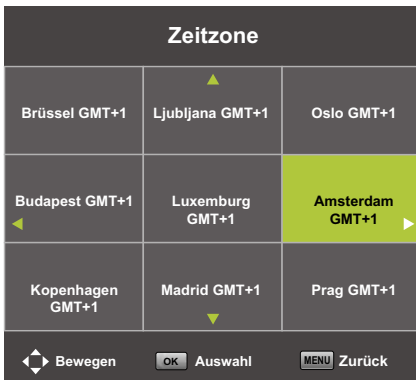 Zeitzone
Brüssel GMT+1
Ljubljana GMT+1
Oslo GMT+1
Budapest GMT+1
Luxemburg
GMT+1
Amsterdam
GMT+1
Kopenhagen
GMT+1
Madrid GMT+1
Prag GMT+1
Bewegen
OK Auswahl
MENU Zurück